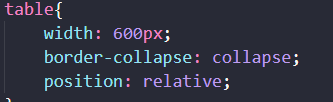 table{
    width: 600px;
    border-collapse: collapse;
    position: relative;
}